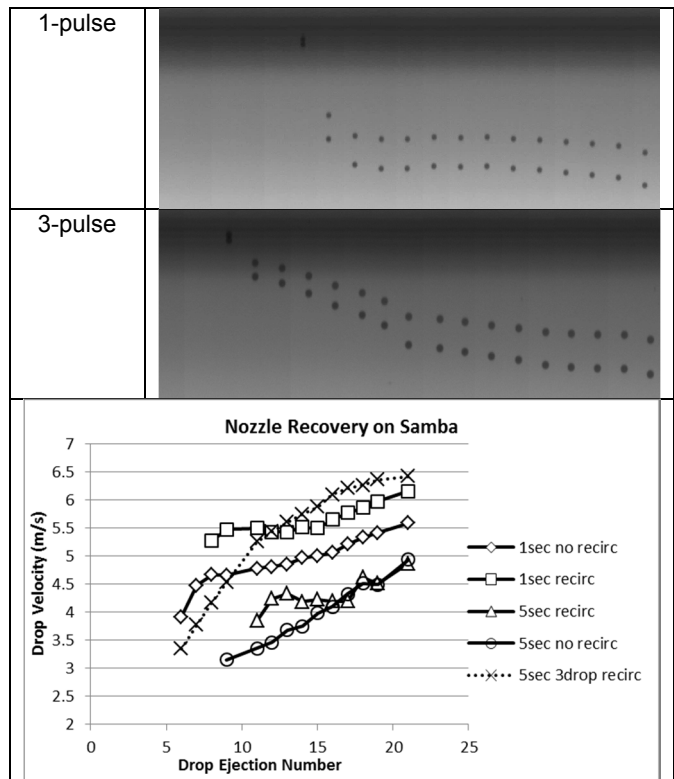 1-pulse
3-pulse
Nozzle Recovery on Samba
7
6.5
6
5.5
5
4.5
4
3.5
3
2.5
2
Drop Velocity (m/s)
0 5 10 15 20 25
Drop Ejection Number
1sec no recirc
1sec recirc
5sec recirc
5sec no recirc
5sec 3drop recirc